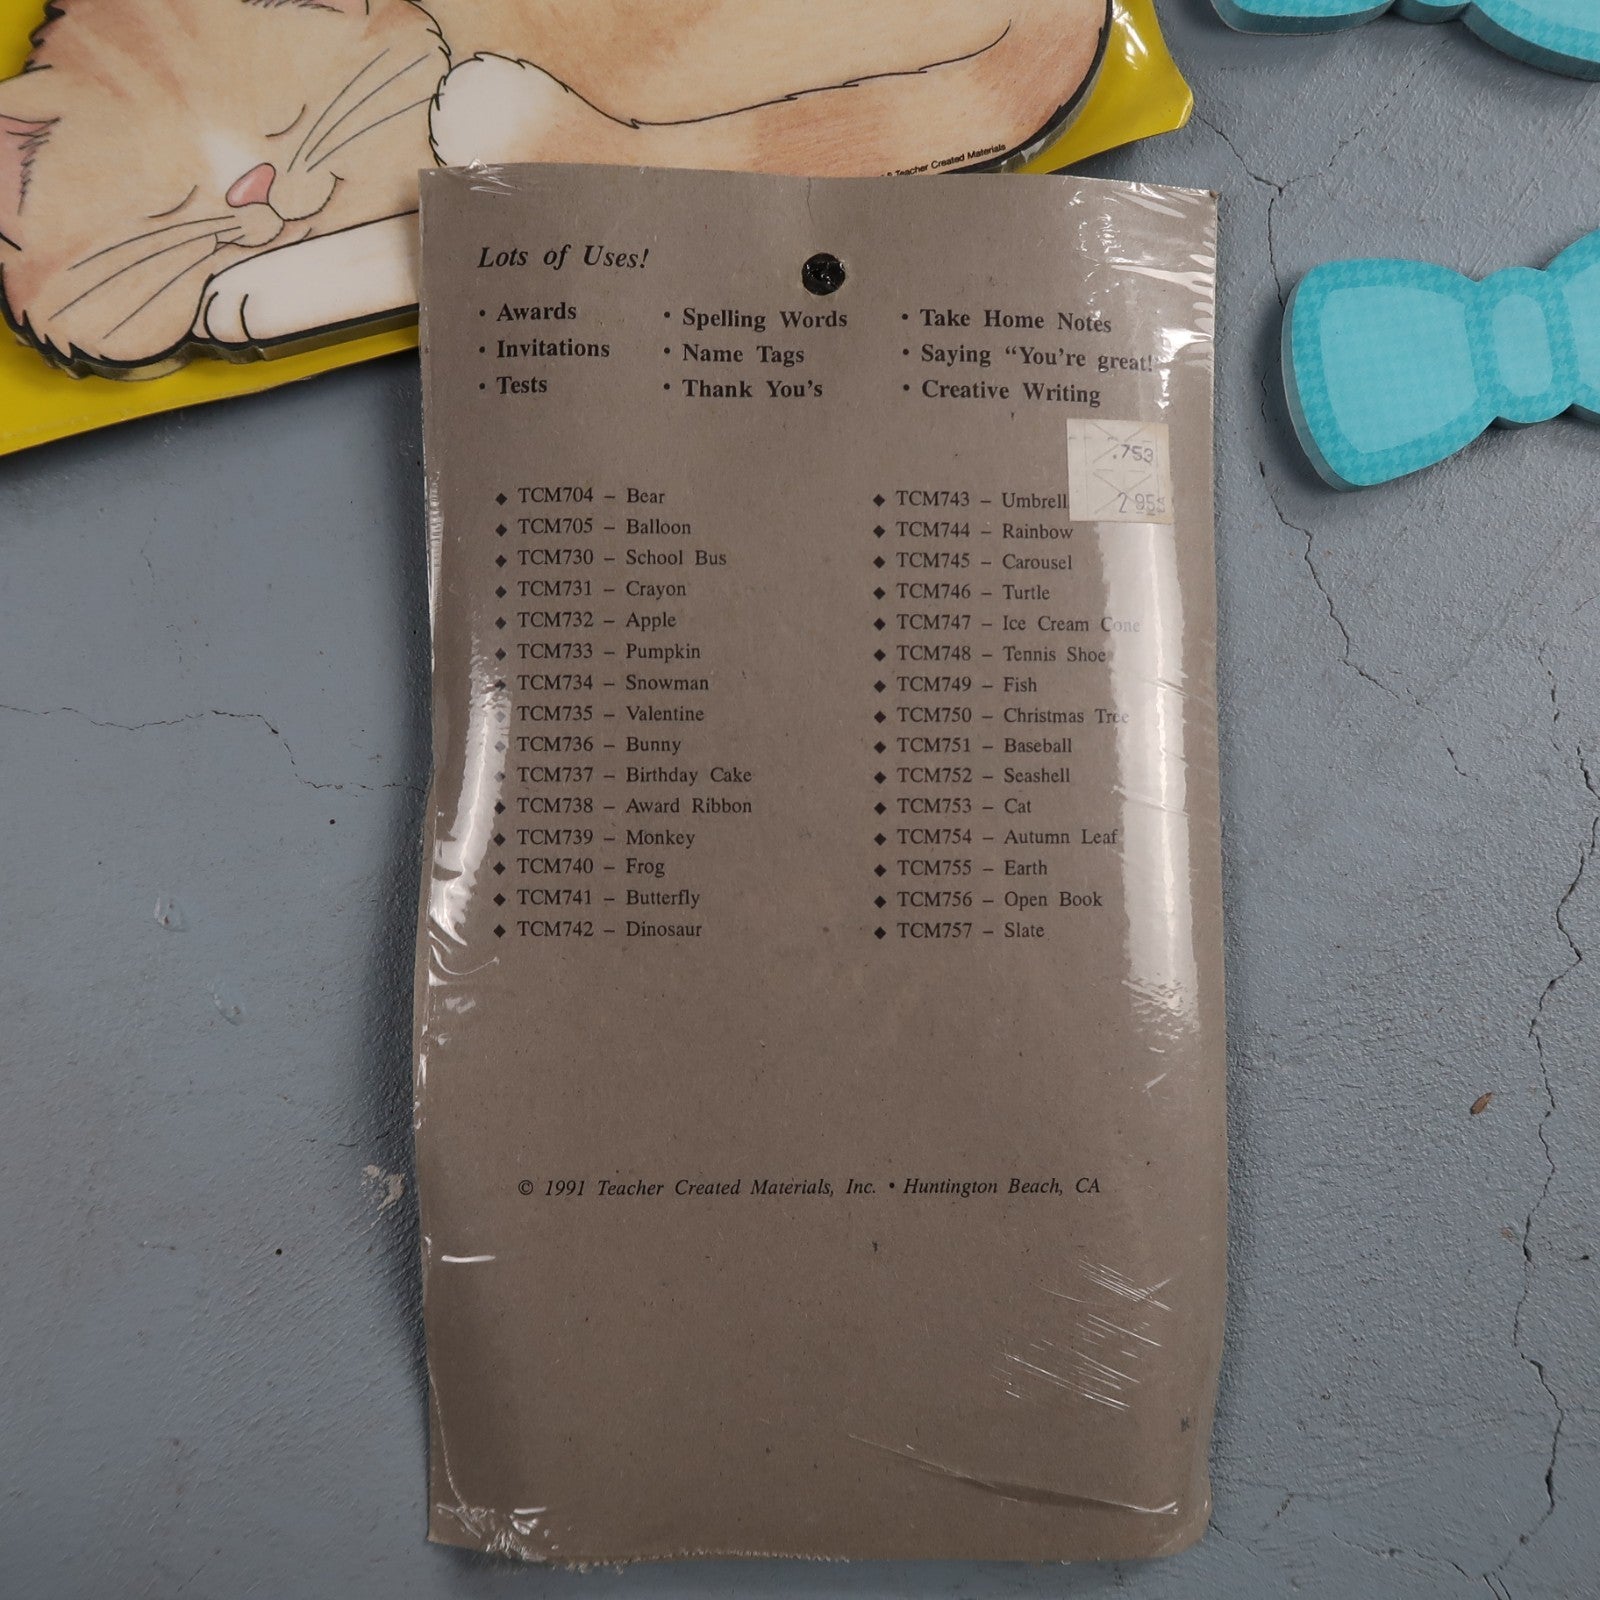 Teacher Created Materials
Lots of Uses!
• Awards
• Invitations
• Tests
• Spelling Words
• Name Tags
• Thank You's
• Take Home Notes
• Saying “You're great!
• Creative Writing
.753
2.95
◆ TCM704 – Bear
◆ TCM705 – Balloon
◆ TCM730 – School Bus
◆ TCM731 – Crayon
◆ TCM732 – Apple
◆ TCM733 – Pumpkin
◆ TCM734 – Snowman
◆ TCM735 – Valentine
◆ TCM736 – Bunny
◆ TCM737 – Birthday Cake
◆ TCM738 – Award Ribbon
◆ TCM739 – Monkey
◆ TCM740 – Frog
◆ TCM741 – Butterfly
◆ TCM742 – Dinosaur
◆ TCM743 – Umbrell
◆ TCM744 – Rainbow
◆ TCM745 – Carousel
◆ TCM746 – Turtle
◆ TCM747 – Ice Cream Cone
◆ TCM748 – Tennis Shoe
◆ TCM749 – Fish
◆ TCM750 – Christmas Tree
◆ TCM751 – Baseball
◆ TCM752 – Seashell
◆ TCM753 – Cat
◆ TCM754 – Autumn Leaf
◆ TCM755 – Earth
◆ TCM756 – Open Book
◆ TCM757 – Slate
© 1991 Teacher Created Materials, Inc. • Huntington Beach, CA